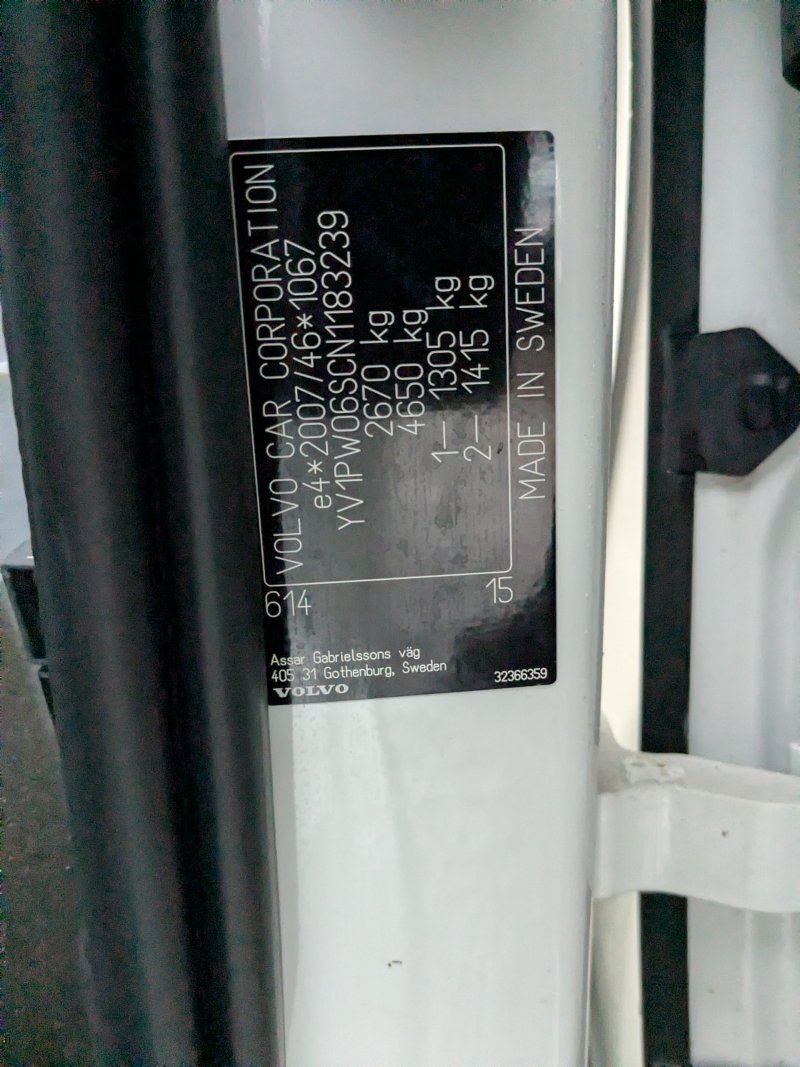 VOLVO CAR CORPORATION
e4*2007/46*1067
YV1PW06SCN1183239
2670 kg
4650 kg
1— 1305 kg
2— 1415 kg
MADE IN SWEDEN
614
15
Assar Gabrielssons väg
405 31 Gothenburg, Sweden
VOLVO
32366359